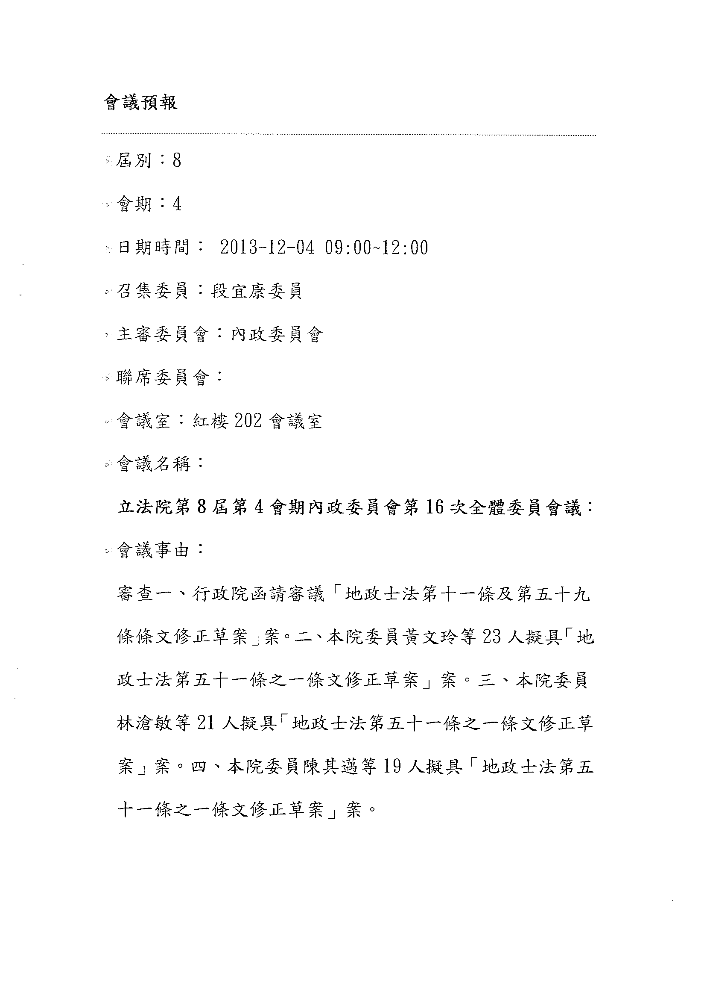 會議預報
屆別：8
會期：4
日期時間： 2013-12-04 09:00~12:00
召集委員：段宜康委員
主審委員會：內政委員會
聯席委員會：
會議室：紅樓 202 會議室
會議名稱：
立法院第 8 屆第 4 會期內政委員會第 16 次全體委員會議：
會議事由：
審查一、行政院函請審議「地政士法第十一條及第五十九
條條文修正草案」案。二、本院委員黃文玲等 23 人擬具「地
政士法第五十一條之一條文修正草案」案。三、本院委員
林滄敏等 21 人擬具「地政士法第五十一條之一條文修正草
案」案。四、本院委員陳其邁等 19 人擬具「地政士法第五
十一條之一條文修正草案」案。